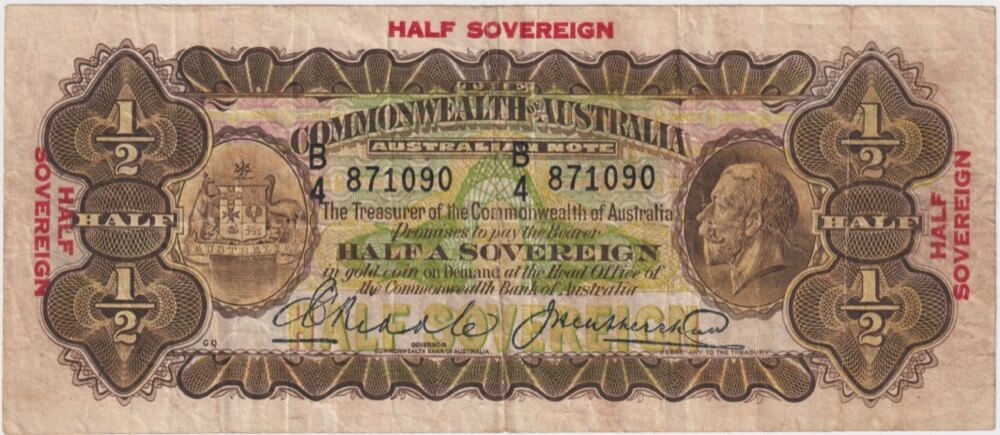 HALF SOVEREIGN
HALF
SOVEREIGN
HALF
SOVEREIGN
THE
COMMONWEALTH OF AUSTRALIA
AUSTRALIAN NOTE
1/2
1/2
B/4 871090
B/4 871090
HALF
HALF
AUSTRALIA
The Treasurer of the Commonwealth of Australia
Promises to pay the Bearer
HALF A SOVEREIGN
in gold coin on Demand at the Head Office of
the Commonwealth Bank of Australia
1/2
1/2
HALF SOVEREIGN
GOVERNOR
COMMONWEALTH BANK OF AUSTRALIA
SECRETARY TO THE TREASURY